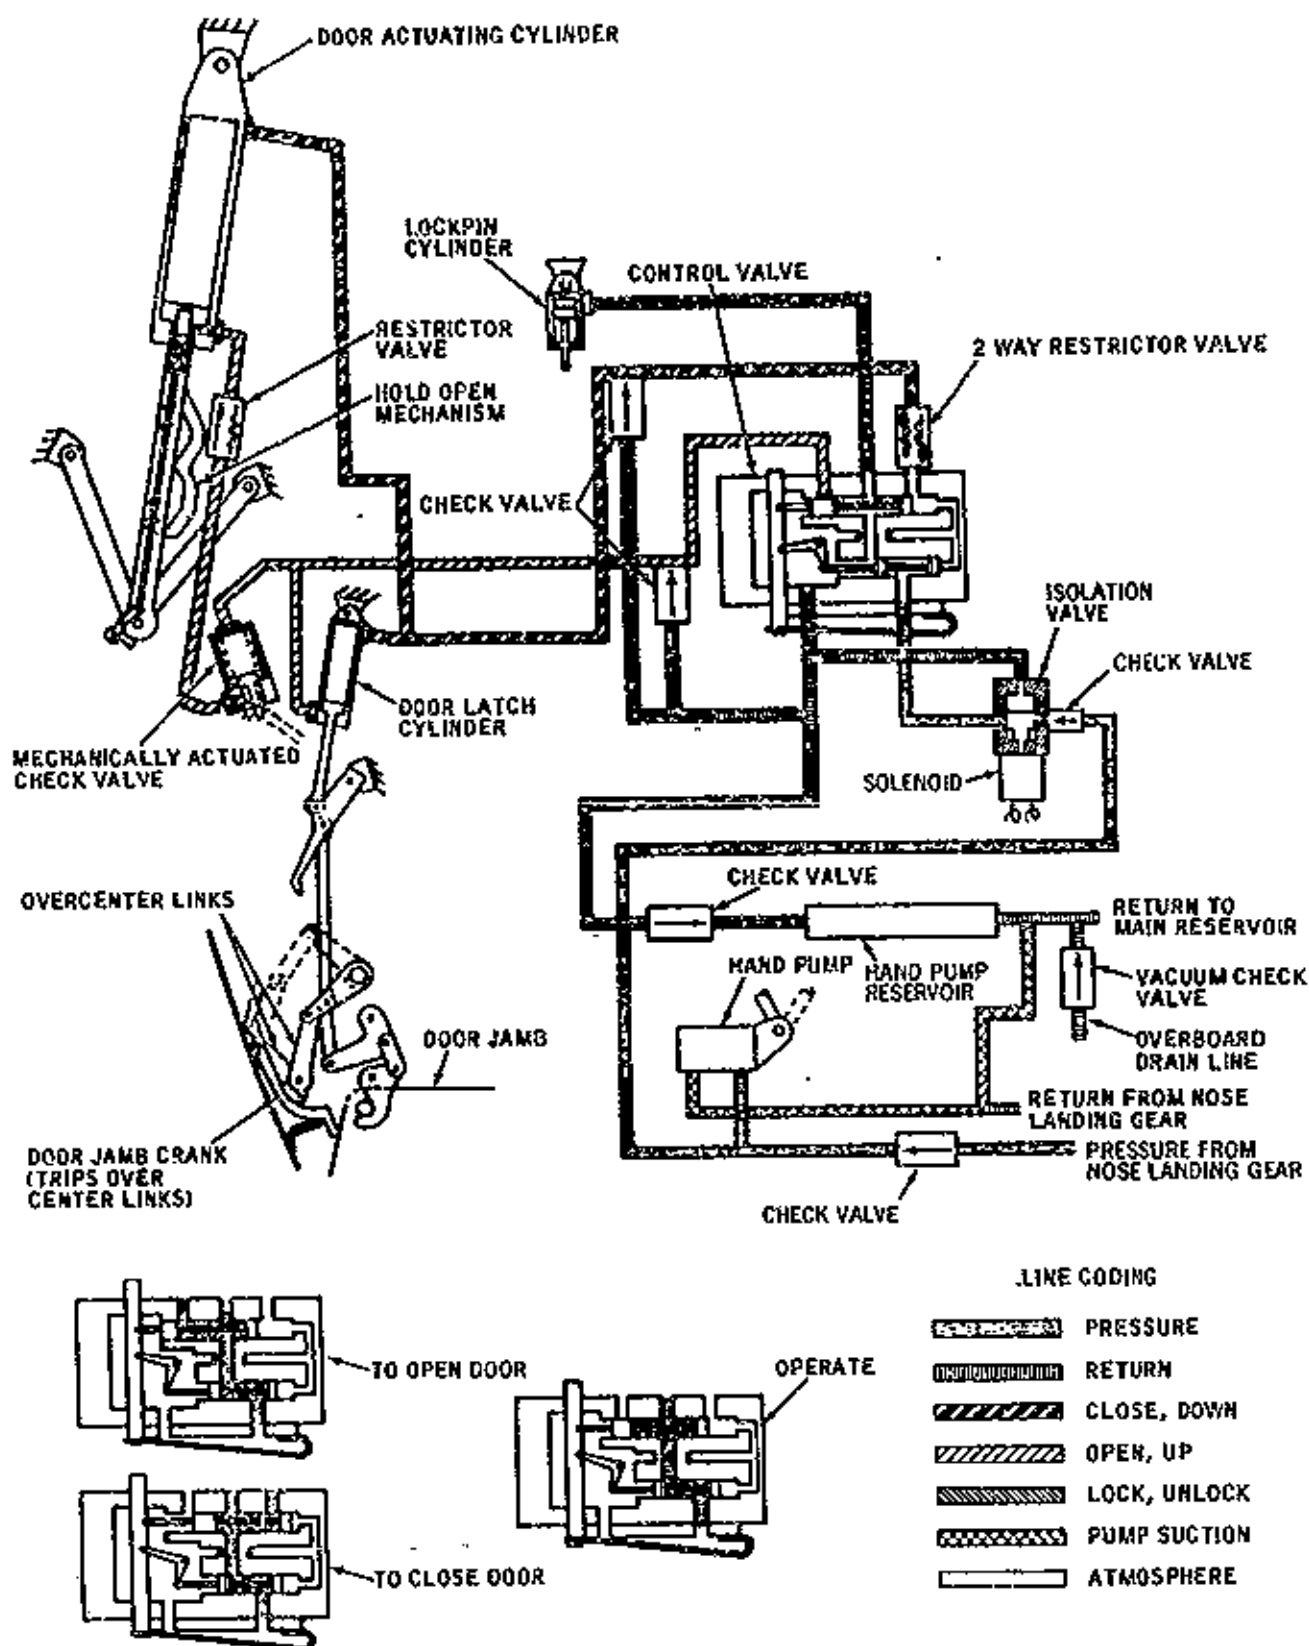 DOOR ACTUATING CYLINDER
LOCKPIN
CYLINDER
CONTROL VALVE
RESTRICTOR
VALVE
2 WAY RESTRICTOR VALVE
HOLD OPEN
MECHANISM
CHECK VALVE
ISOLATION
VALVE
CHECK VALVE
DOOR LATCH
CYLINDER
MECHANICALLY ACTUATED
CHECK VALVE
SOLENOID
CHECK VALVE
OVERCENTER LINKS
RETURN TO
MAIN RESERVOIR
HAND PUMP
HAND PUMP
RESERVOIR
VACUUM CHECK
VALVE
DOOR JAMB
OVERBOARD
DRAIN LINE
RETURN FROM NOSE
LANDING GEAR
DOOR JAMB CRANK
(TRIPS OVER
CENTER LINKS)
PRESSURE FROM
NOSE LANDING GEAR
CHECK VALVE
LINE CODING
PRESSURE
TO OPEN DOOR
OPERATE
RETURN
CLOSE, DOWN
OPEN, UP
LOCK, UNLOCK
PUMP SUCTION
TO CLOSE DOOR
ATMOSPHERE